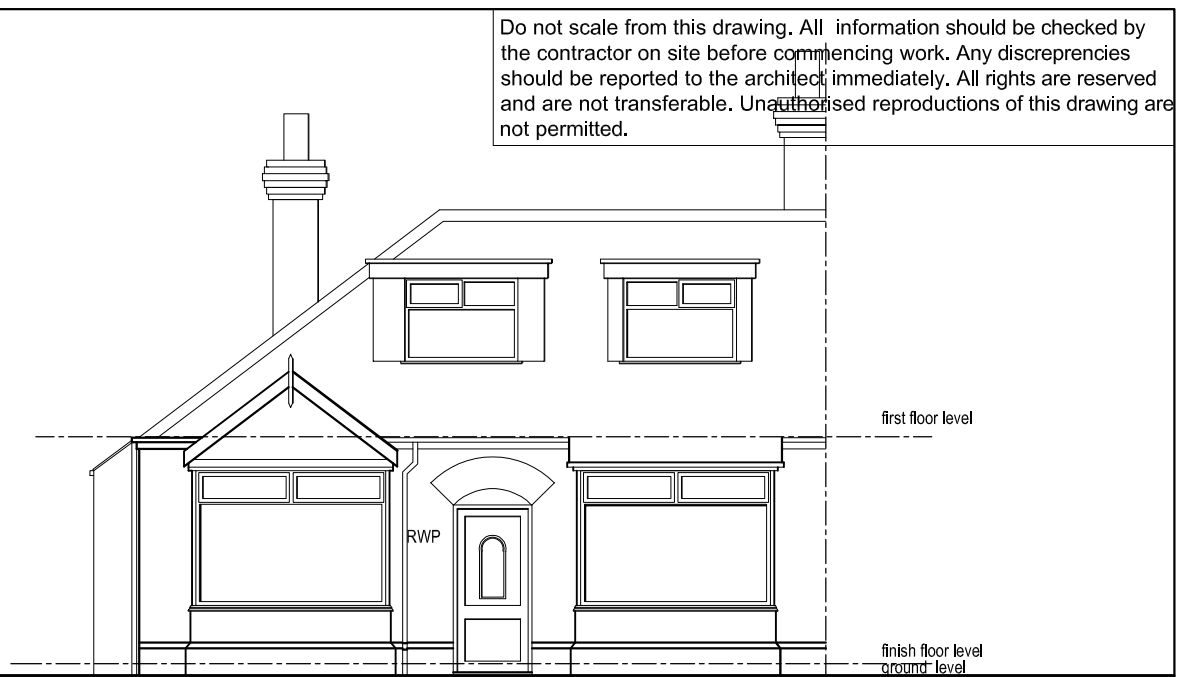 Do not scale from this drawing. All information should be checked by
the contractor on site before commencing work. Any discreprencies
should be reported to the architect immediately. All rights are reserved
and are not transferable. Unauthorised reproductions of this drawing are
not permitted.
first floor level
RWP
finish floor level
ground level